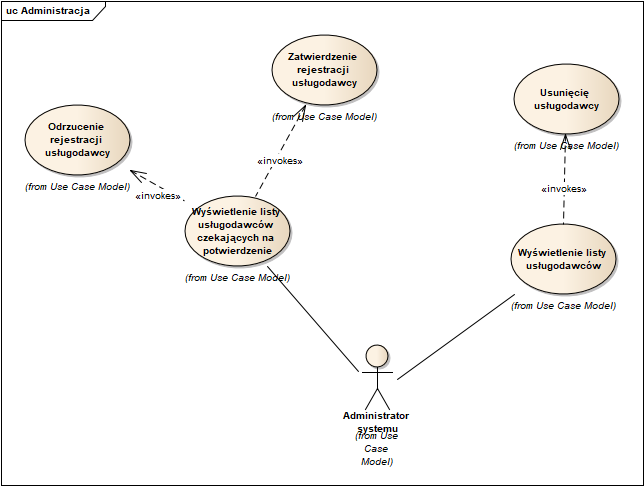 uc Administracja
Zatwierdzenie
rejestracji
usługodawcy
(from Use Case Model)
Usunięcię
usługodawcy
(from Use Case Model)
Odrzucenie
rejestracji
usługodawcy
(from Use Case Model)
«invokes»
«invokes»
«invokes»
Wyświetlenie listy
usługodawców
czekających na
potwierdzenie
(from Use Case Model)
Wyświetlenie listy
usługodawców
(from Use Case Model)
Administrator
systemu
(from Use
Case
Model)